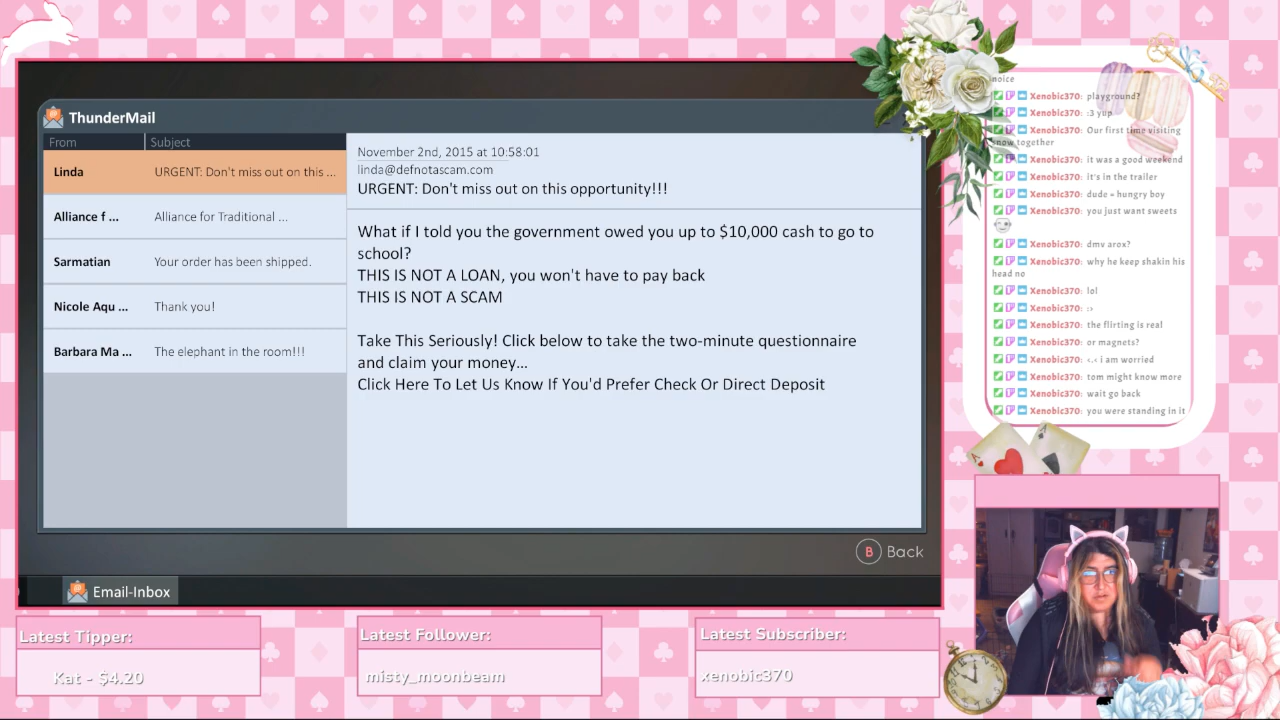 ThunderMail
From Subject
Linda URGENT: Don't miss out on this ...
Alliance f ... Alliance for Traditional ...
Sarmatian Your order has been shipped.
Nicole Aqu ... Thank you!
Barbara Ma ... The elephant in the room!!!
November 2nd, 2015 @ 10:58:01
linda@defnotascam.com
URGENT: Don't miss out on this opportunity!!!
What if I told you the government owed you up to $10,000 cash to go to
school?
THIS IS NOT A LOAN, you won't have to pay back
THIS IS NOT A SCAM
Take This Seriously! Click below to take the two-minute questionnaire
and claim your money...
Click Here To Let Us Know If You'd Prefer Check Or Direct Deposit
B Back
Email-Inbox
noice
Xenobic370: playground?
Xenobic370: :3 yup
Xenobic370: Our first time visiting
snow together
Xenobic370: it was a good weekend
Xenobic370: it's in the trailer
Xenobic370: dude = hungry boy
Xenobic370: you just want sweets
Xenobic370: dmv arox?
Xenobic370: why he keep shakin his
head no
Xenobic370: lol
Xenobic370: :>
Xenobic370: the flirting is real
Xenobic370: or magnets?
Xenobic370: <.< i am worried
Xenobic370: tom might know more
Xenobic370: wait go back
Xenobic370: you were standing in it
Latest Tipper:
Kat - $4.20
Latest Follower:
misty_moonbeam
Latest Subscriber:
xenobic370